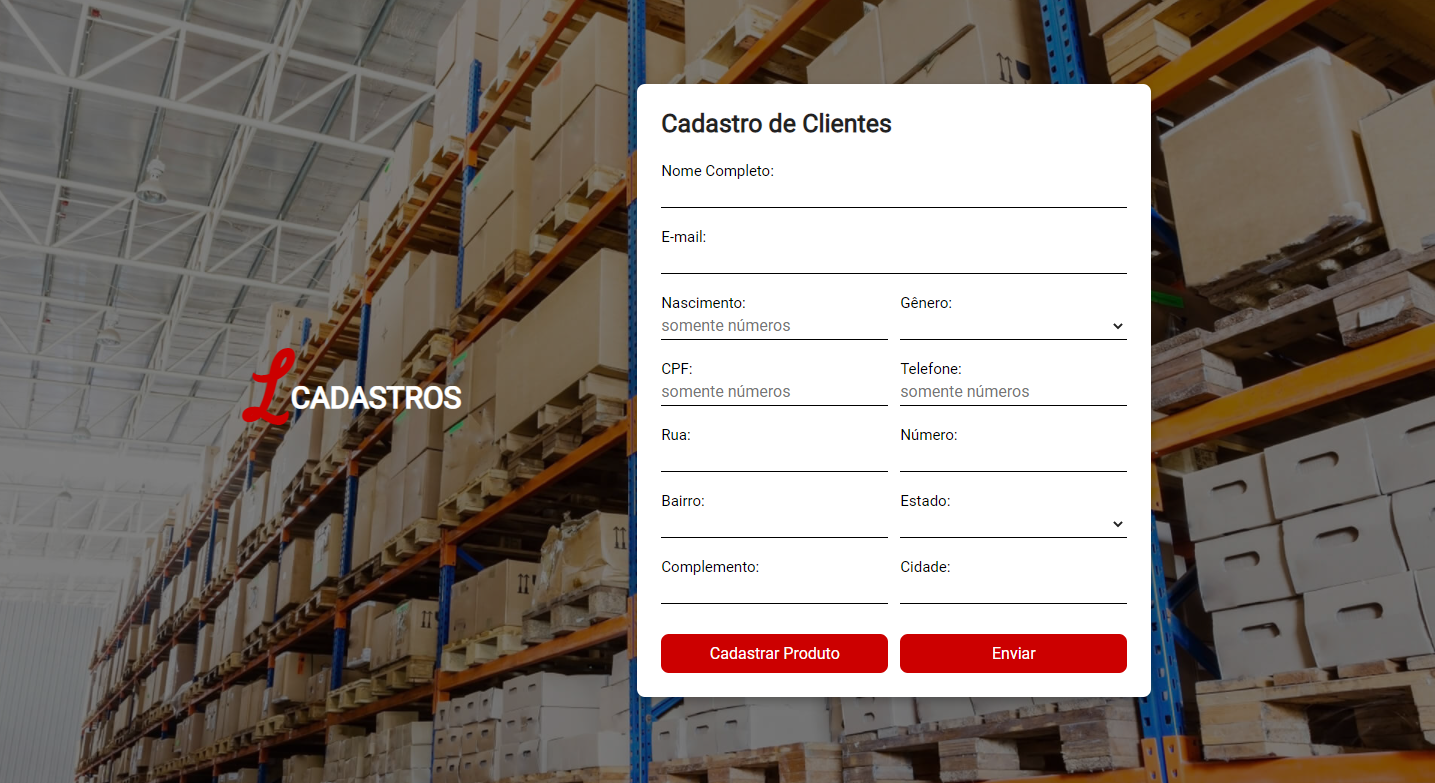 L CADASTROS
Cadastro de Clientes
Nome Completo:
E-mail:
Nascimento: Gênero:
somente números
CPF: Telefone:
somente números somente números
Rua: Número:
Bairro: Estado:
Complemento: Cidade:
Cadastrar Produto Enviar